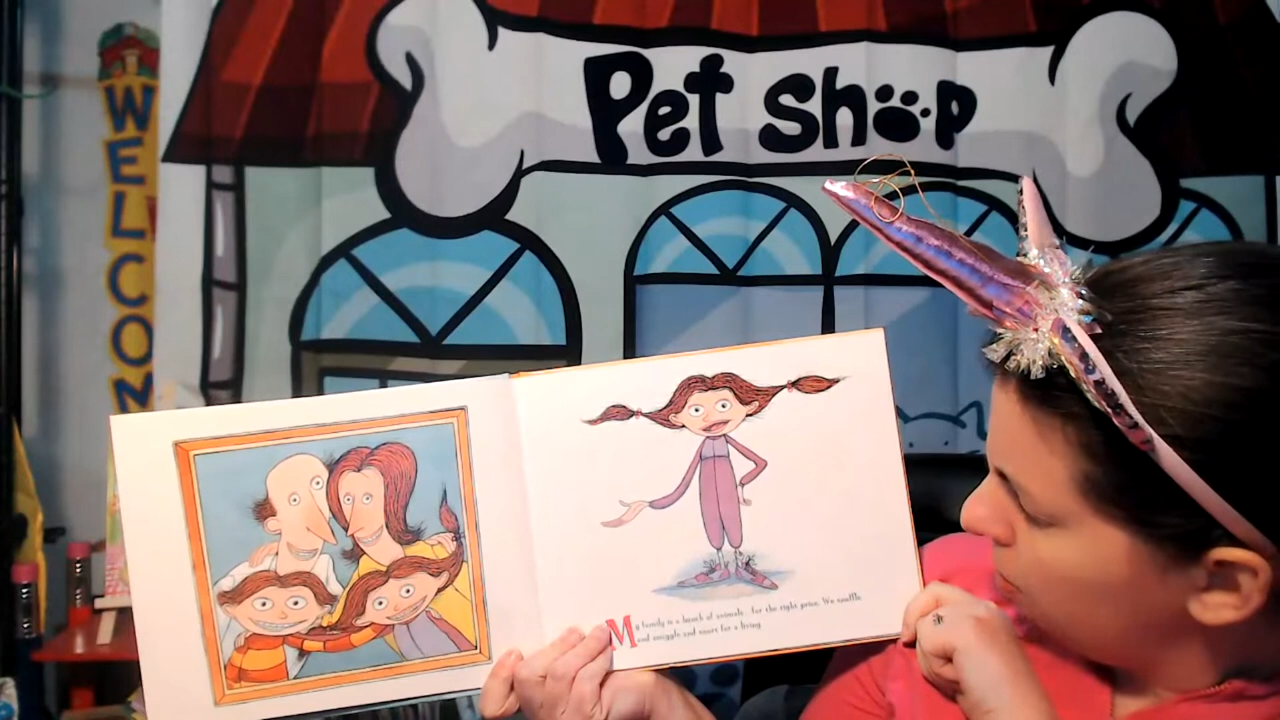 Pet Shop
WELCOM
My family is a bunch of animals...for the right price. We snuffle
and snuggle and snort for a living.